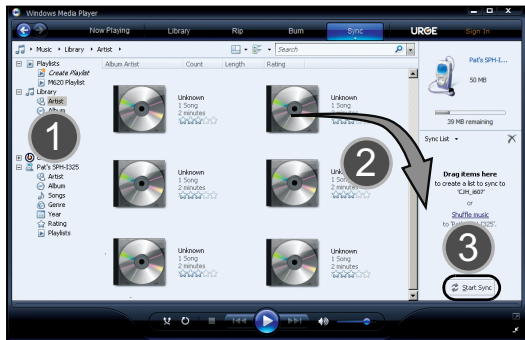 Windows Media Player
Now Playing Library Rip Burn Sync URGE Sign In
Music Library Artist Search
Playlists
Create Playlist
M620 Playlist
Library
Artist
Album
Pat's SPH-I325
Artist
Album
Songs
Genre
Year
Rating
Playlists
1
Album Artist Count Length Rating
Unknown
1 Song
2 minutes
Unknown
1 Song
2 minutes
Unknown
1 Song
2 minutes
2
1 Song
2 minutes
Unknown
1 Song
2 minutes
Unknown
1 Song
2 minutes
Pat's SPH-I...
50 MB
39 MB remaining
Sync List
Drag items here
to create a list to sync to
'CJH_i607'
or
Shuffle music
3
Start Sync